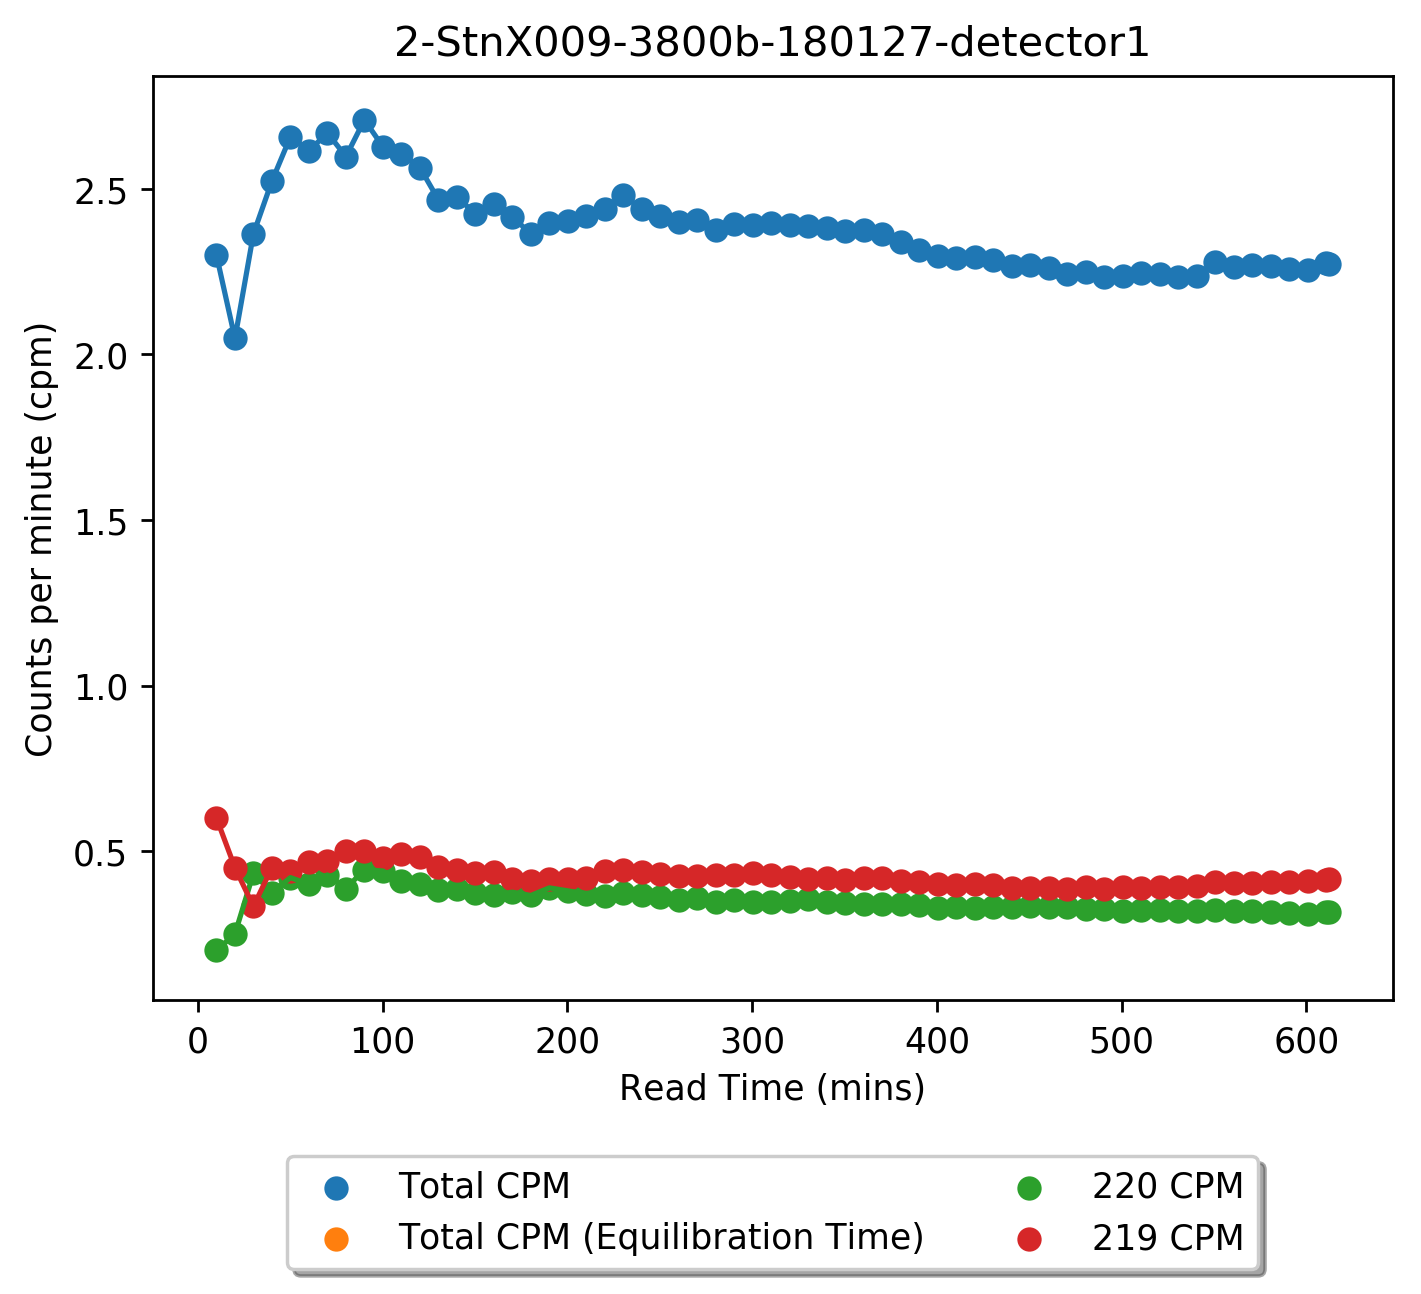 2-StnX009-3800b-180127-detector1
Counts per minute (cpm)
2.5
2.0
1.5
1.0
0.5
0 100 200 300 400 500 600
Read Time (mins)
Total CPM
Total CPM (Equilibration Time)
220 CPM
219 CPM